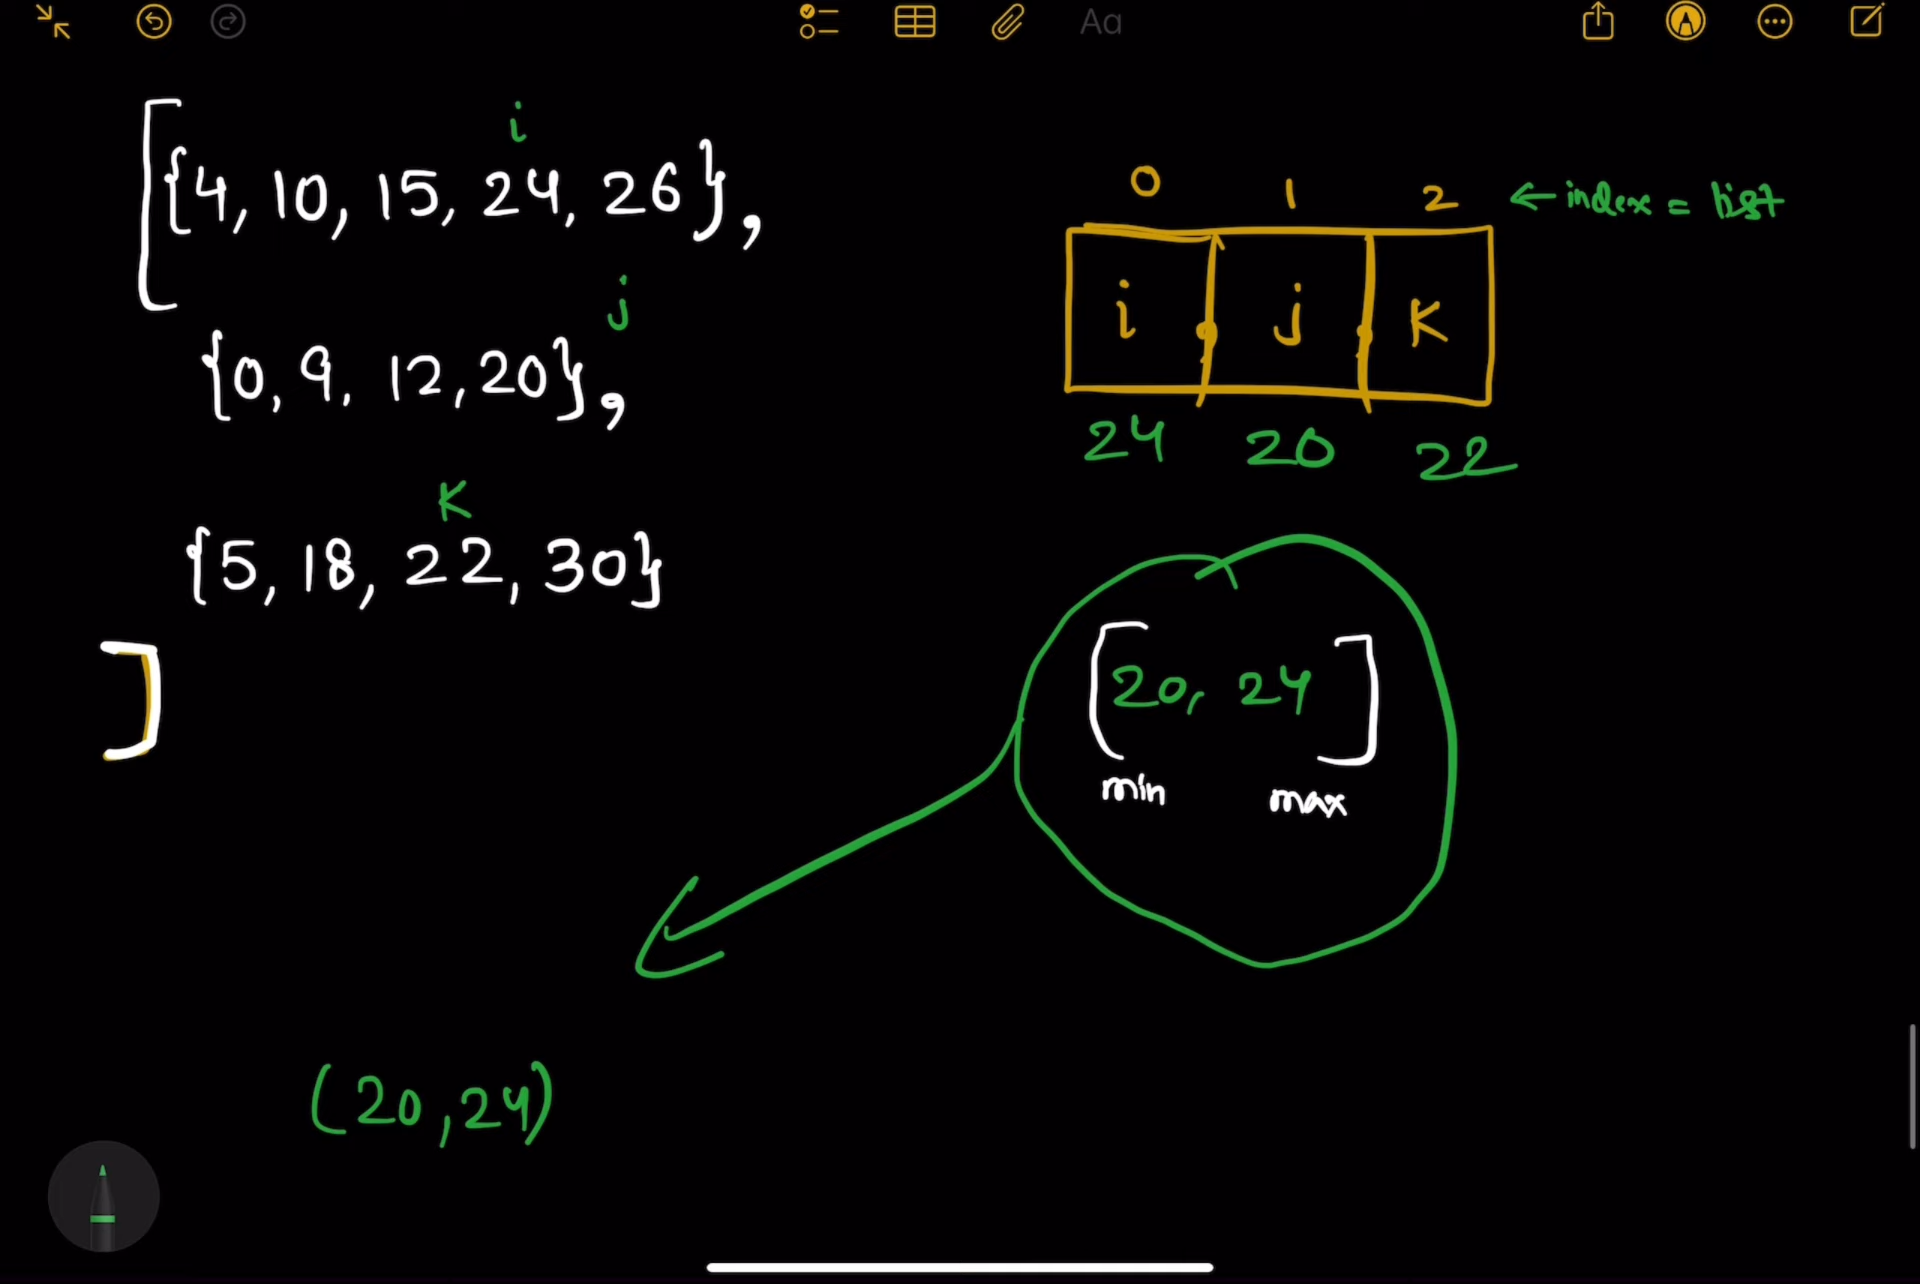 Aa
i
[{4, 10, 15, 24, 26},
j
{0, 9, 12, 20},
K
{5, 18, 22, 30}
]
0 1 2 ← index = list
i j K
24 20 22
[20, 24]
min max
(20, 24)